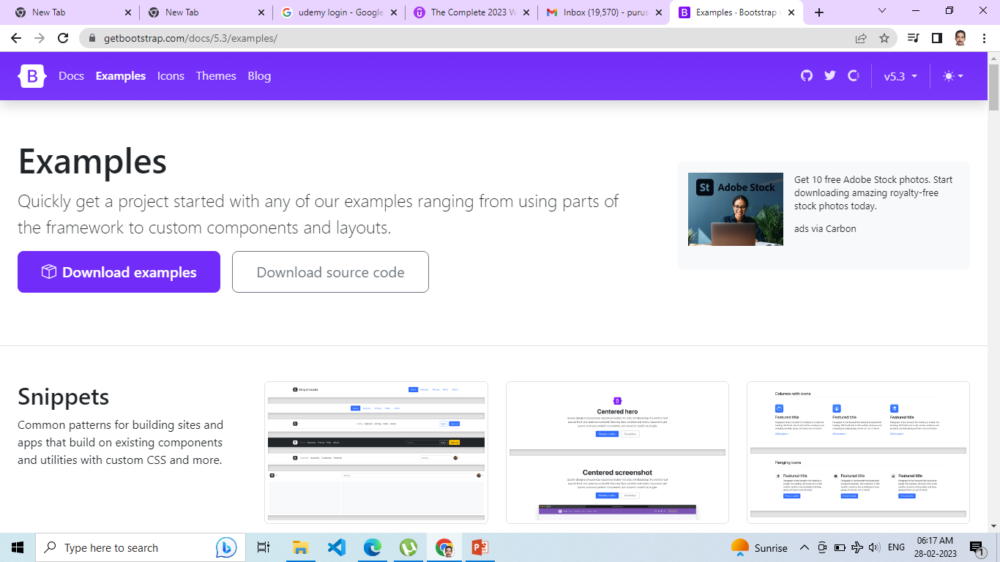 New Tab
New Tab
udemy login - Google
The Complete 2023 W
Inbox (19,570) - purus
Examples · Bootstrap v
getbootstrap.com/docs/5.3/examples/
B
Docs
Examples
Icons
Themes
Blog
v5.3
Examples
Quickly get a project started with any of our examples ranging from using parts of
the framework to custom components and layouts.
Download examples
Download source code
St Adobe Stock
Get 10 free Adobe Stock photos. Start
downloading amazing royalty-free
stock photos today.
ads via Carbon
Snippets
Common patterns for building sites and
apps that build on existing components
and utilities with custom CSS and more.
Simple header
Centered hero
Centered screenshot
Columns with icons
Featured title
Featured title
Featured title
Hanging icons
Featured title
Featured title
Featured title
Type here to search
Sunrise
ENG
06:17 AM
28-02-2023
1